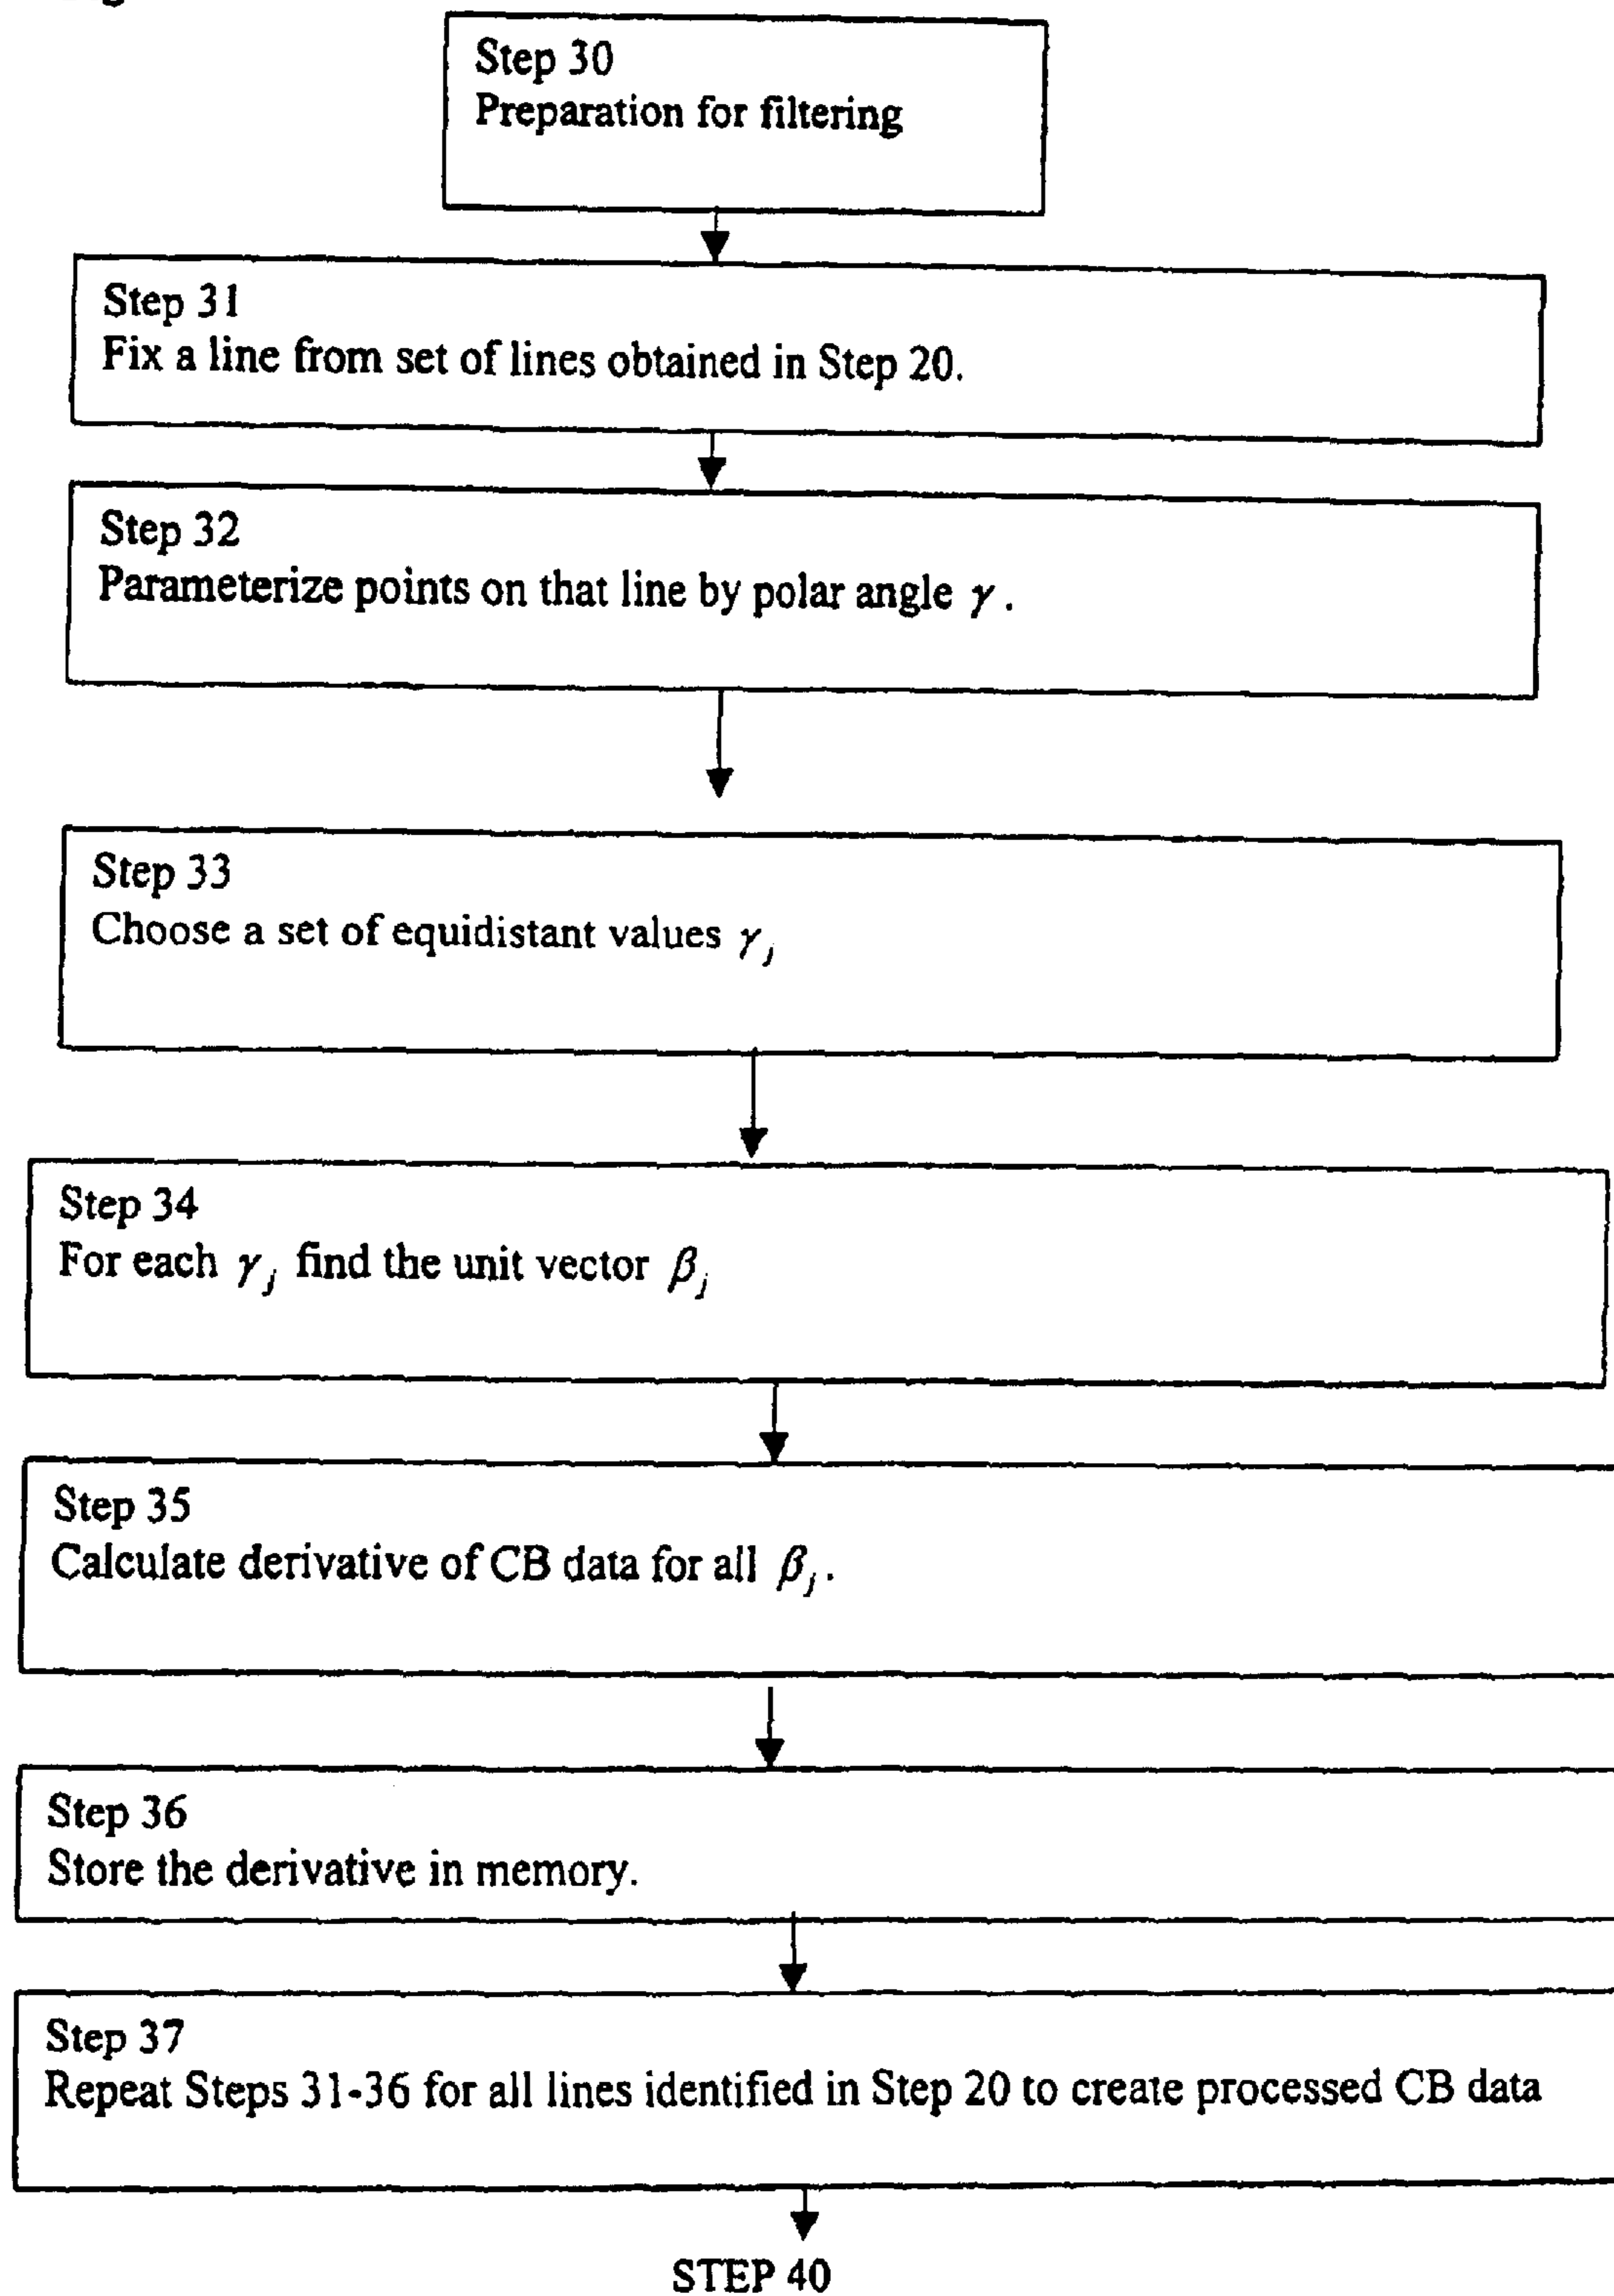 Step 30
Preparation for filtering
Step 31
Fix a line from set of lines obtained in Step 20.
Step 32
Parameterize points on that line by polar angle γ.
Step 33
Choose a set of equidistant values γj
Step 34
For each γj find the unit vector βj
Step 35
Calculate derivative of CB data for all βj.
Step 36
Store the derivative in memory.
Step 37
Repeat Steps 31-36 for all lines identified in Step 20 to create processed CB data
STEP 40